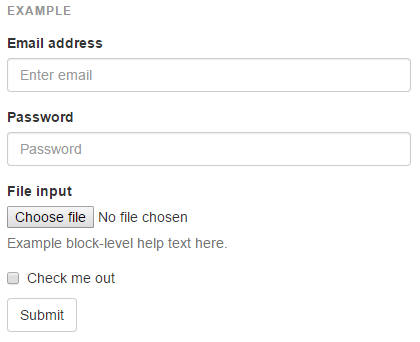 EXAMPLE
Email address
Enter email
Password
Password
File input
Choose file No file chosen
Example block-level help text here.
Check me out
Submit